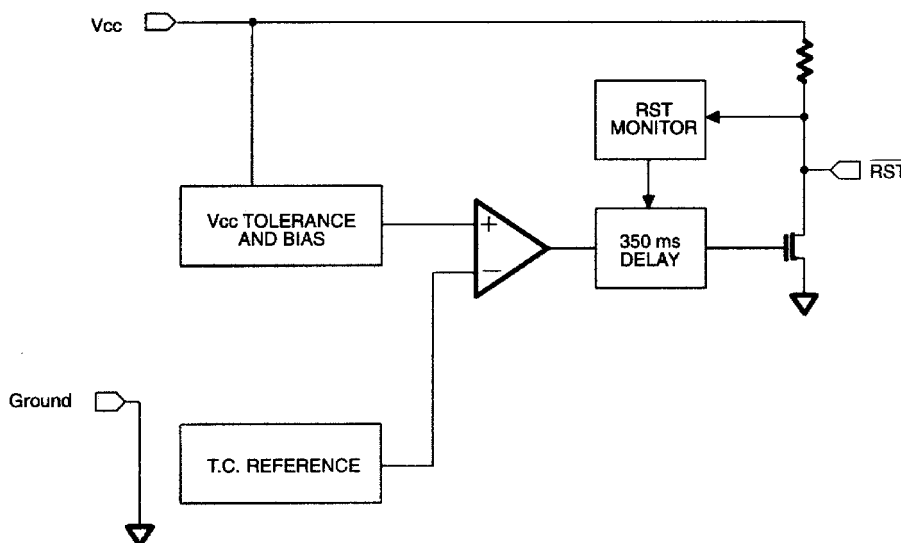 Vcc
RST
MONITOR
RST
Vcc TOLERANCE
AND BIAS
+
−
350 ms
DELAY
Ground
T.C. REFERENCE